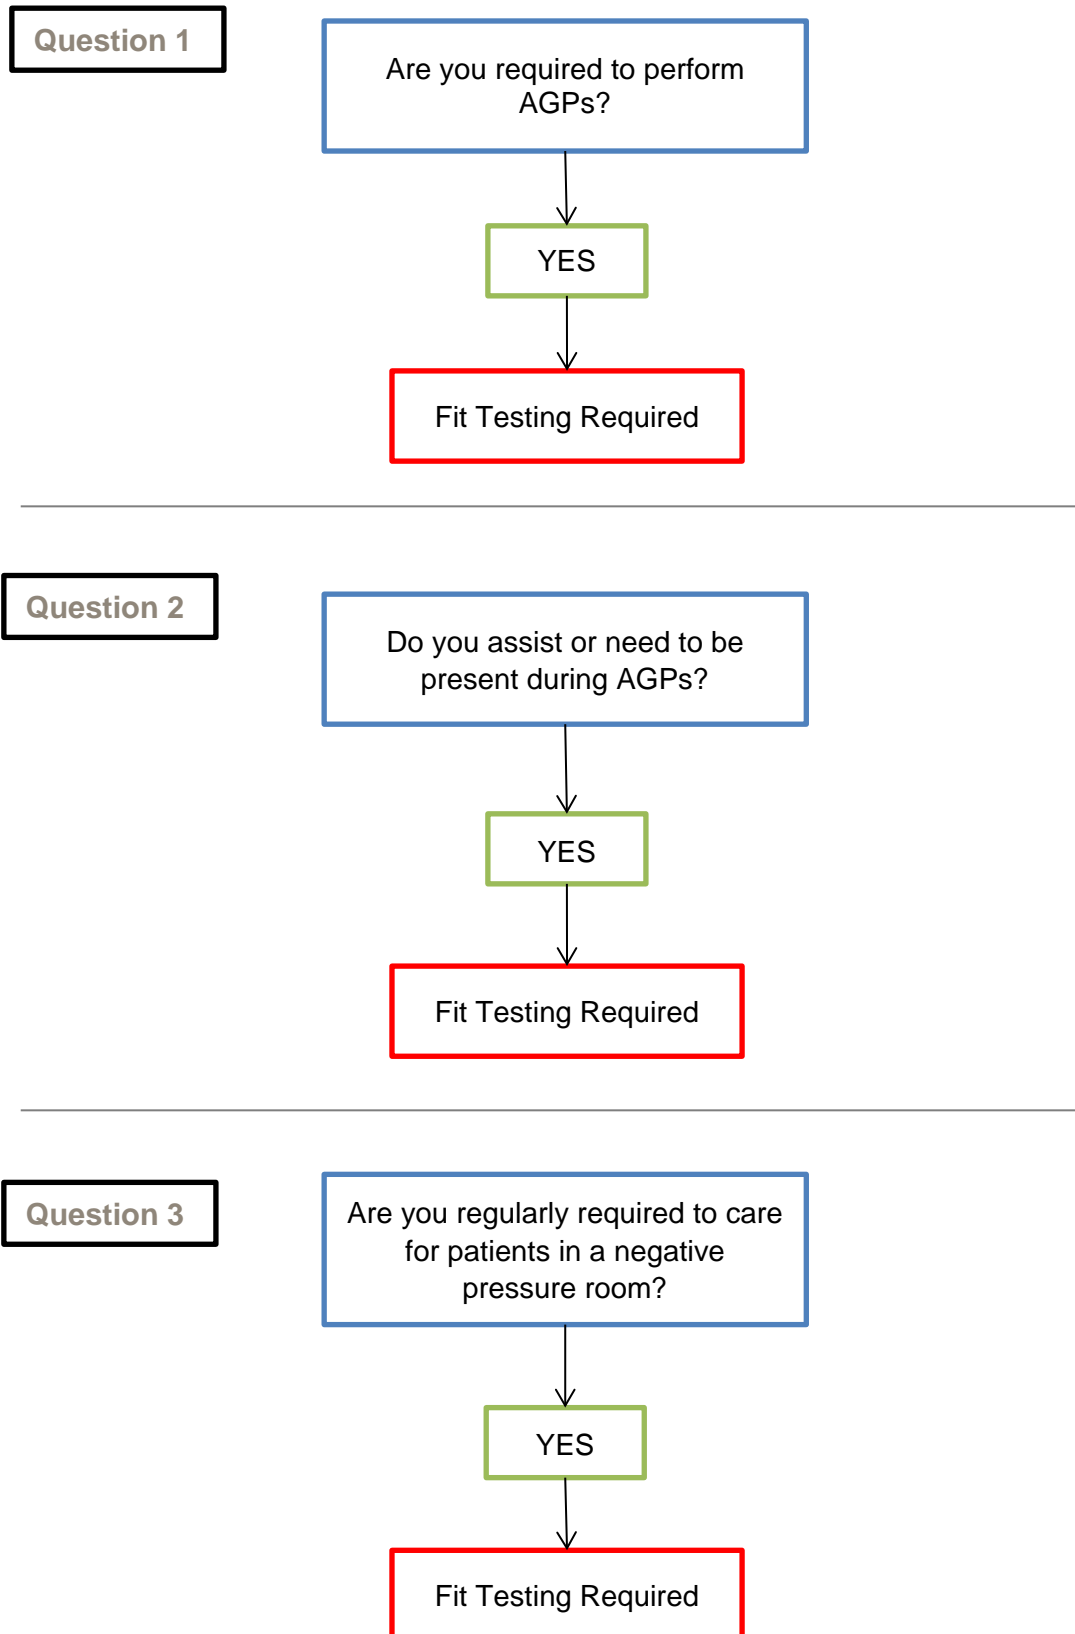 Question 1
Are you required to perform
AGPs?
YES
Fit Testing Required
Question 2
Do you assist or need to be
present during AGPs?
YES
Fit Testing Required
Question 3
Are you regularly required to care
for patients in a negative
pressure room?
YES
Fit Testing Required